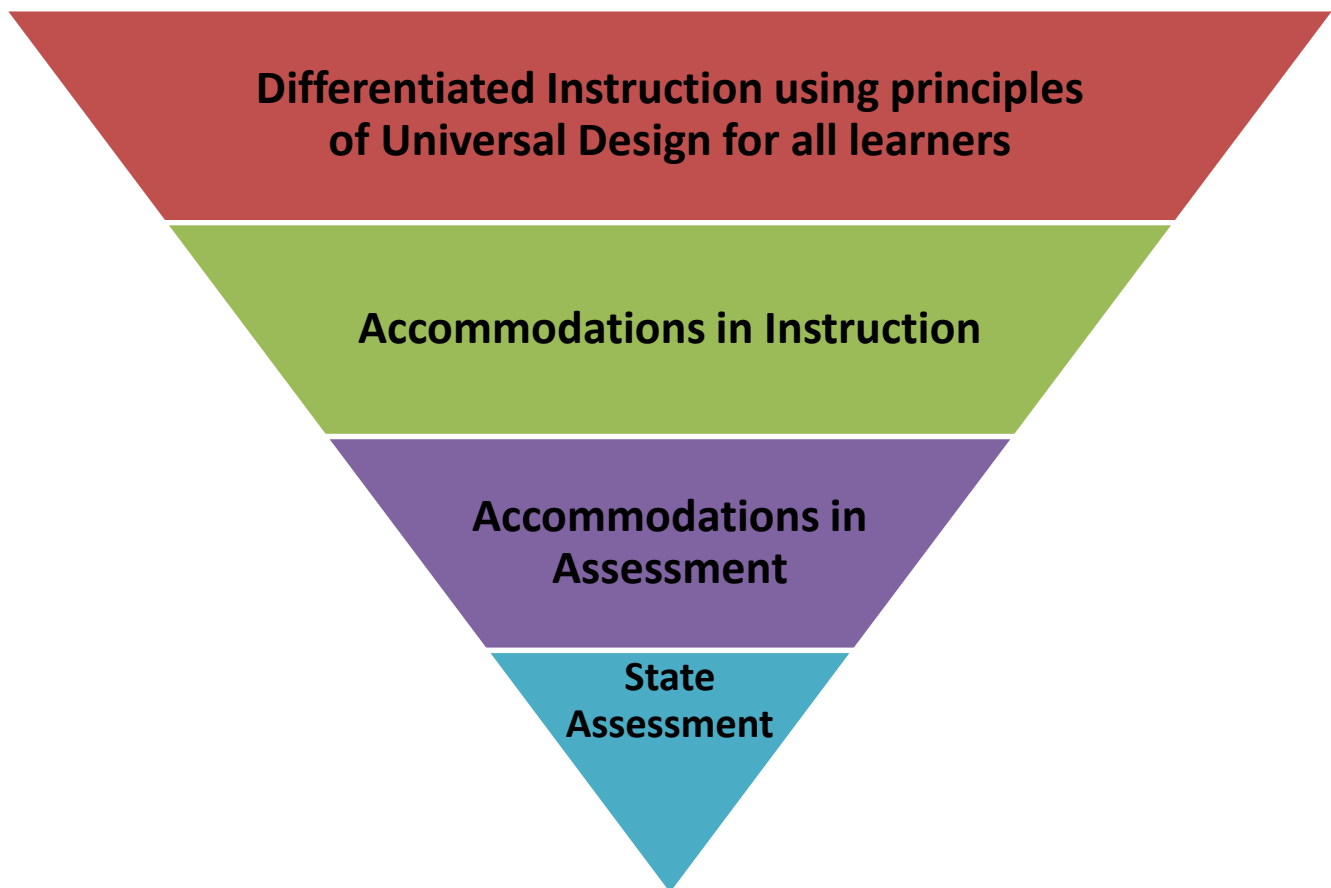 Differentiated Instruction using principles
of Universal Design for all learners
Accommodations in Instruction
Accommodations in
Assessment
State
Assessment